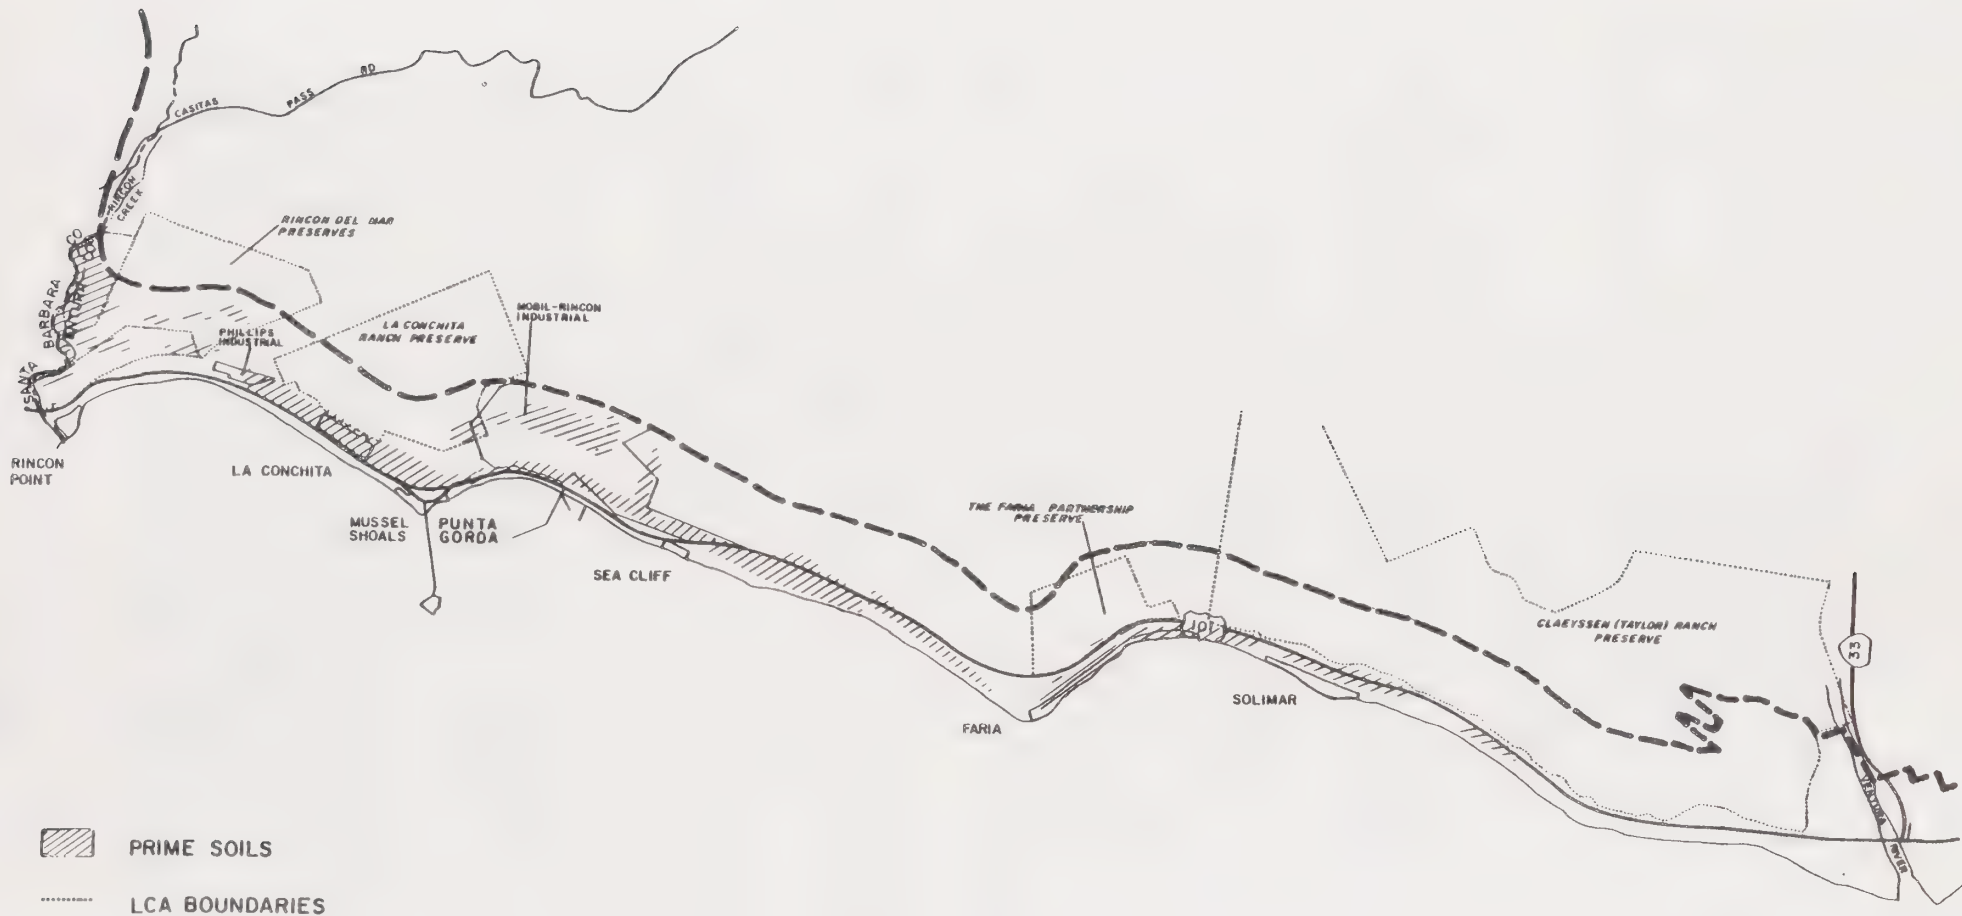 CASITAS PASS RD
RINCON
CREEK
RINCON DEL MAR
PRESERVES
SANTA BARBARA CO
VENTURA CO
PHILLIPS
INDUSTRIAL
LA CONCHITA
RANCH PRESERVE
MOBIL-RINCON
INDUSTRIAL
RINCON
POINT
LA CONCHITA
MUSSEL
SHOALS
PUNTA
GORDA
SEA CLIFF
THE FARIA PARTNERSHIP
PRESERVE
101
FARIA
SOLIMAR
CLAEYSSEN (TAYLOR) RANCH
PRESERVE
33
VENTURA RIVER
PRIME SOILS
LCA BOUNDARIES